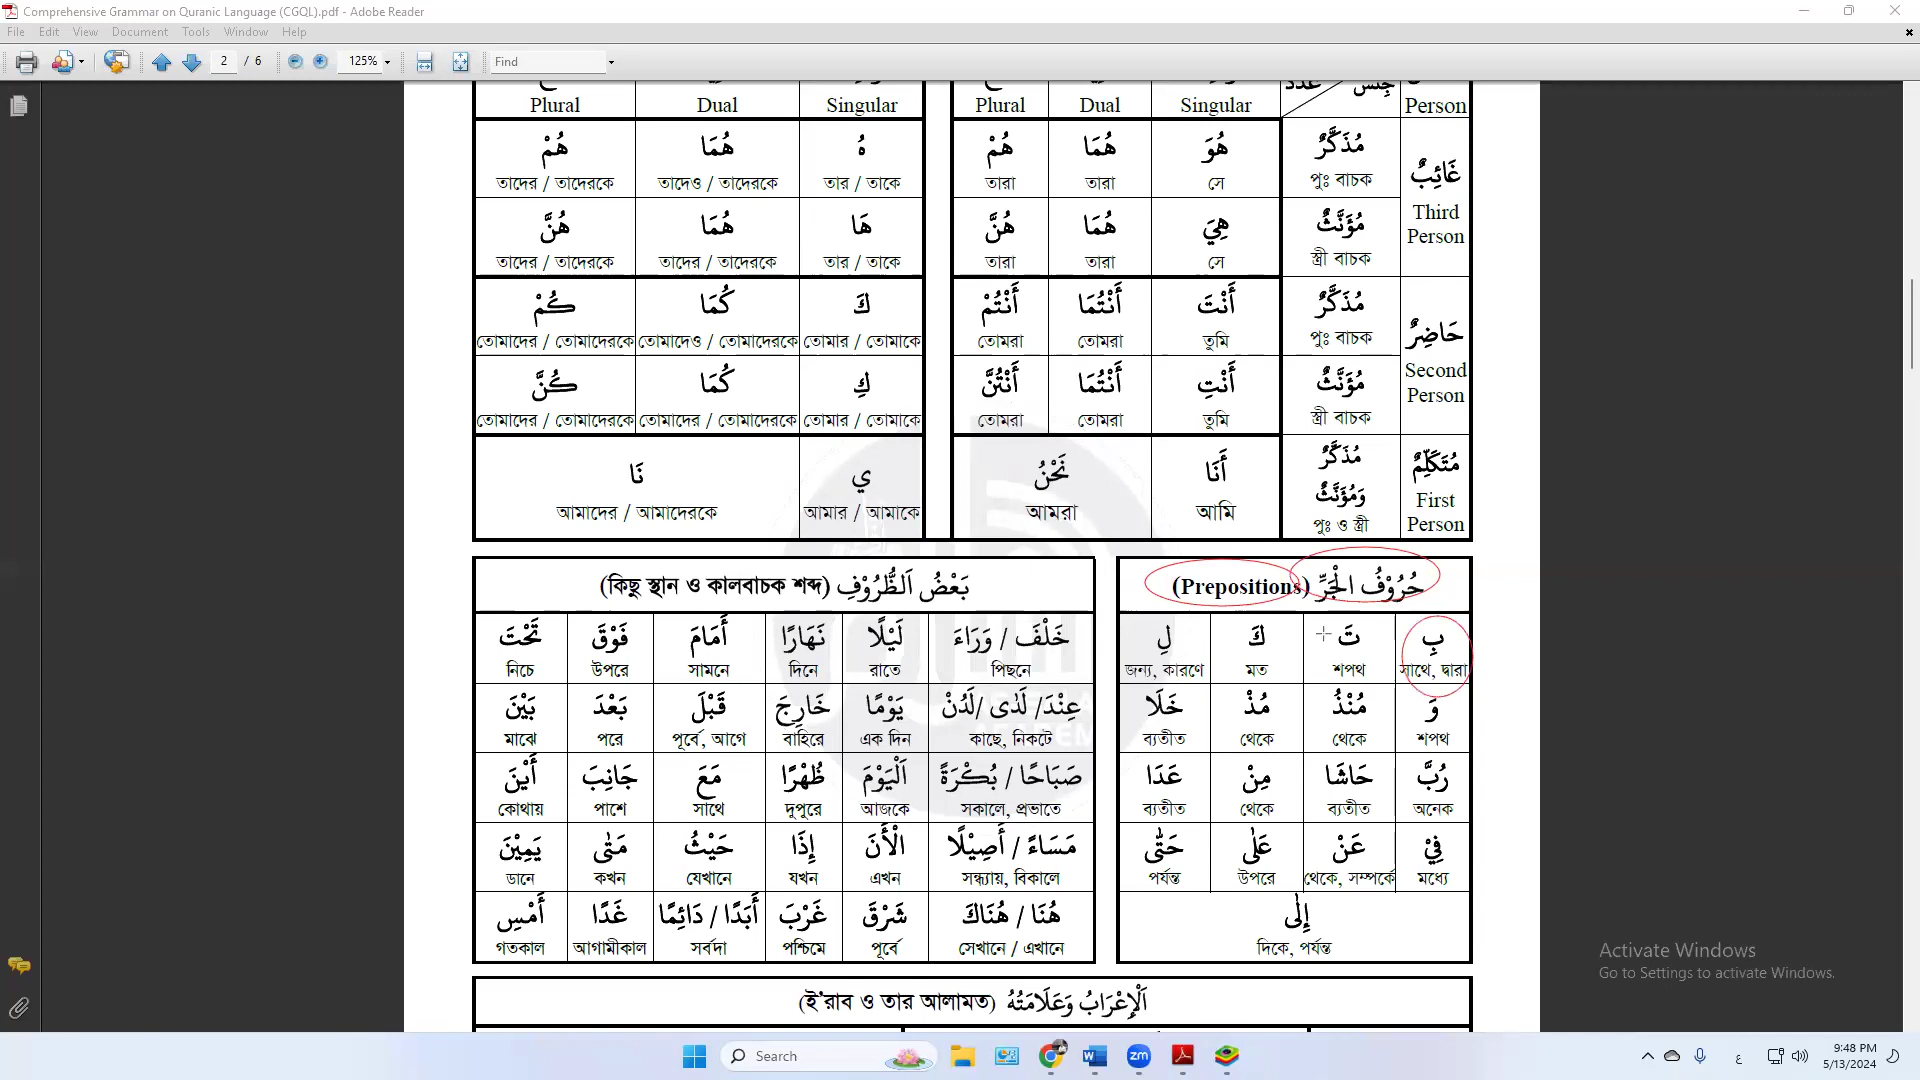 Comprehensive Grammar on Quranic Language (CGQL).pdf - Adobe Reader
File Edit View Document Tools Window Help
2 / 6 125% Find
Plural Dual Singular Plural Dual Singular جِنْس عَدَد Person
هُمْ هُمَا هُ هُمْ هُمَا هُوَ مُذَكَّرٌ غَائِبٌ
তাদের / তাদেরকে তাদেও / তাদেরকে তার / তাকে তারা তারা সে পুঃ বাচক
Third Person
هُنَّ هُمَا هَا هُنَّ هُمَا هِيَ مُؤَنَّثٌ
তাদের / তাদেরকে তাদের / তাদেরকে তার / তাকে তারা তারা সে স্ত্রী বাচক
كُمْ كُمَا كَ أَنْتُمْ أَنْتُمَا أَنْتَ مُذَكَّرٌ حَاضِرٌ
তোমাদের / তোমাদেরকে তোমাদেও / তোমাদেরকে তোমার / তোমাকে তোমরা তোমরা তুমি পুঃ বাচক
Second Person
كُنَّ كُمَا كِ أَنْتُنَّ أَنْتُمَا أَنْتِ مُؤَنَّثٌ
তোমাদের / তোমাদেরকে তোমাদের / তোমাদেরকে তোমার / তোমাকে তোমরা তোমরা তুমি স্ত্রী বাচক
نَا ي نَحْنُ أَنَا مُذَكَّرٌ وَمُؤَنَّثٌ مُتَكَلِّمٌ
আমাদের / আমাদেরকে আমার / আমাকে আমরা আমি পুঃ ও স্ত্রী
First Person
بَعْضُ اَلظُّرُوْفِ (কিছু স্থান ও কালবাচক শব্দ)
تَحْتَ فَوْقَ أَمَامَ نَهَارًا لَيْلًا خَلْفَ / وَرَاءَ
নিচে উপরে সামনে দিনে রাতে পিছনে
بَيْنَ بَعْدَ قَبْلَ خَارِجَ يَوْمًا عِنْدَ/ لَدٰى /لَدُنْ
মাঝে পরে পূর্বে, আগে বাহিরে এক দিন কাছে, নিকটে
أَيْنَ جَانِبَ مَعَ ظُهْرًا اَلْيَوْمَ صَبَاحًا / بُكْرَةً
কোথায় পাশে সাথে দুপুরে আজকে সকালে, প্রভাতে
يَمِيْنَ مَتٰى حَيْثُ إِذَا الْأَنَ مَسَاءً / أَصِيْلًا
ডানে কখন যেখানে যখন এখন সন্ধ্যায়, বিকালে
أَمْسِ غَدًا أَبَدًا / دَائِمًا غَرْبَ شَرْقَ هُنَا / هُنَاكَ
গতকাল আগামীকাল সর্বদা পশ্চিমে পূর্বে সেখানে / এখানে
حُرُوْفُ الْجَرِّ (Prepositions)
لِ كَ تَ بِ
জন্য, কারণে মত শপথ সাথে, দ্বারা
خَلَا مُذْ مُنْذُ وَ
ব্যতীত থেকে থেকে শপথ
عَدَا مِنْ حَاشَا رُبَّ
ব্যতীত থেকে ব্যতীত অনেক
حَتّٰى عَلٰى عَنْ فِيْ
পর্যন্ত উপরে থেকে, সম্পর্কে মধ্যে
إِلٰى
দিকে, পর্যন্ত
اَلْإِعْرَابُ وَعَلَامَتُهُ (ই'রাব ও তার আলামত)
Activate Windows
Go to Settings to activate Windows.
Search
9:48 PM
5/13/2024